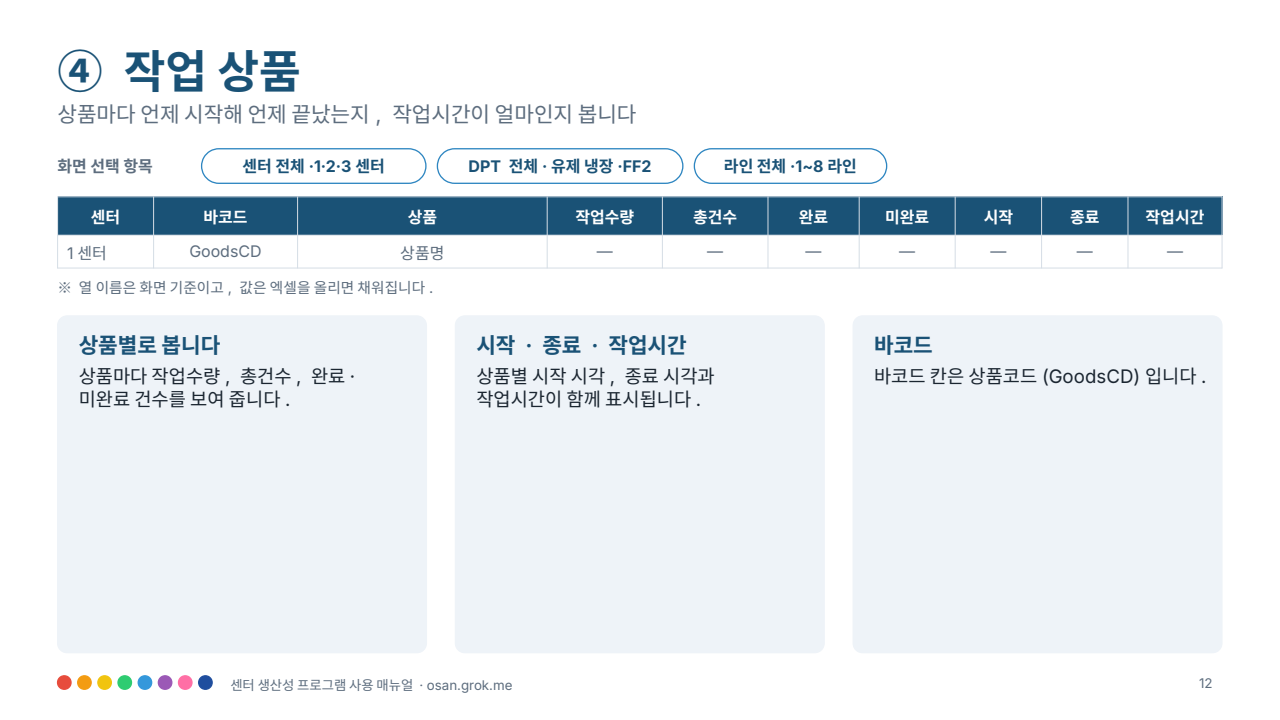 ④ 작업 상품
상품마다 언제 시작해 언제 끝났는지 , 작업시간이 얼마인지 봅니다
화면 선택 항목
센터 전체 ·1·2·3 센터
DPT 전체 · 유제 냉장 ·FF2
라인 전체 ·1~8 라인
센터 바코드 상품 작업수량 총건수 완료 미완료 시작 종료 작업시간
1 센터 GoodsCD 상품명 — — — — — — —
※ 열 이름은 화면 기준이고 , 값은 엑셀을 올리면 채워집니다 .
상품별로 봅니다
상품마다 작업수량 , 총건수 , 완료 ·
미완료 건수를 보여 줍니다 .
시작 · 종료 · 작업시간
상품별 시작 시각 , 종료 시각과
작업시간이 함께 표시됩니다 .
바코드
바코드 칸은 상품코드 (GoodsCD) 입니다 .
센터 생산성 프로그램 사용 매뉴얼 · osan.grok.me
12